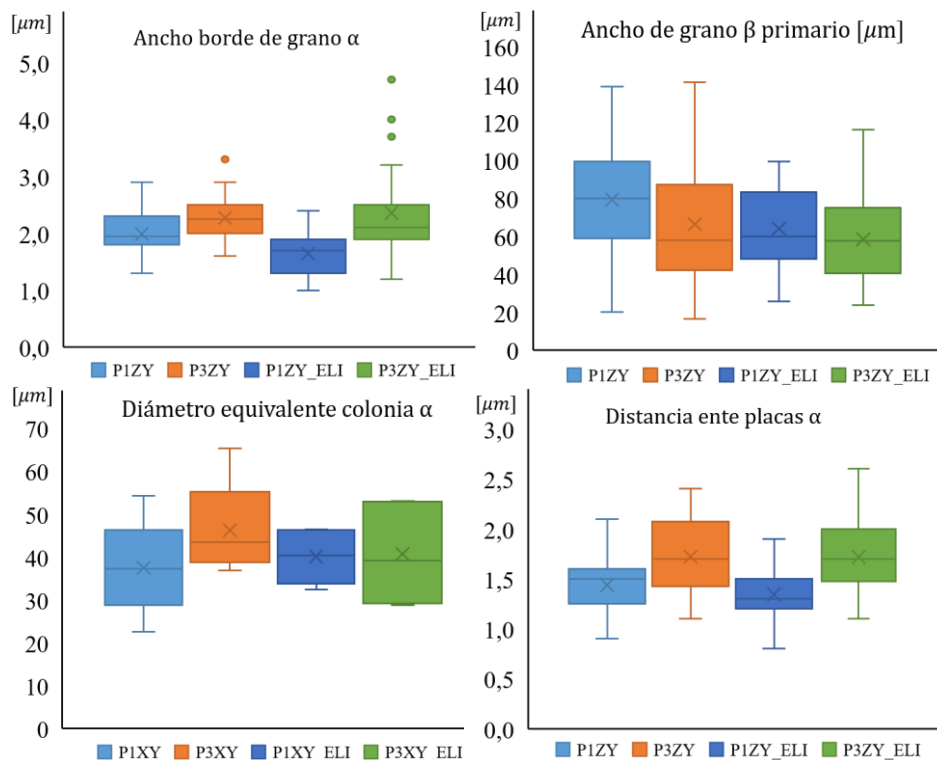 [μm]
Ancho borde de grano α
5,0
4,0
3,0
2,0
1,0
0,0
P1ZY P3ZY P1ZY_ELI P3ZY_ELI
[μm]
Ancho de grano β primario [μm]
160
140
120
100
80
60
40
20
0
P1ZY P3ZY P1ZY_ELI P3ZY_ELI
[μm]
Diámetro equivalente colonia α
70
60
50
40
30
20
10
0
P1XY P3XY P1XY_ELI P3XY_ELI
[μm]
Distancia ente placas α
3,0
2,5
2,0
1,5
1,0
0,5
0,0
P1ZY P3ZY P1ZY_ELI P3ZY_ELI